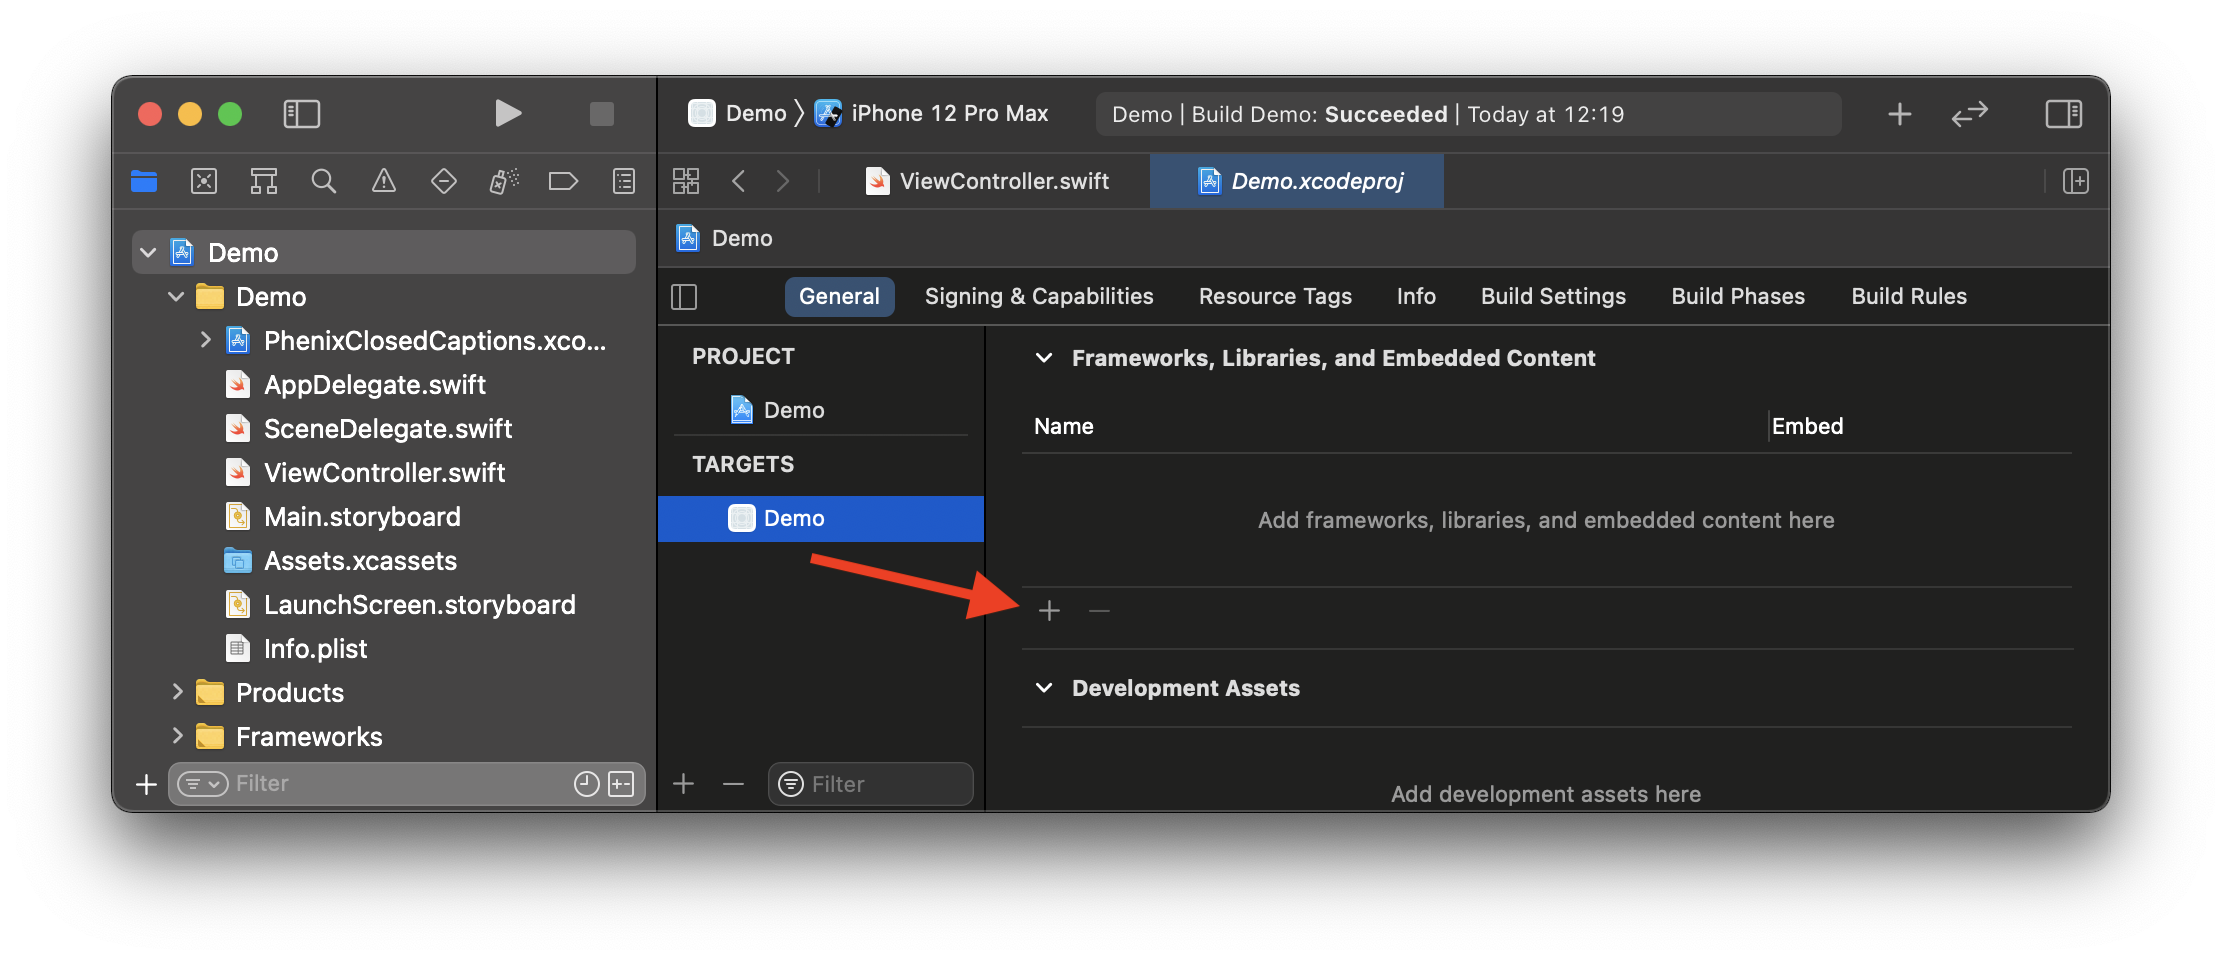 Demo
iPhone 12 Pro Max
Demo | Build Demo: Succeeded | Today at 12:19
ViewController.swift
Demo.xcodeproj
Demo
Demo
PhenixClosedCaptions.xco...
AppDelegate.swift
SceneDelegate.swift
ViewController.swift
Main.storyboard
Assets.xcassets
LaunchScreen.storyboard
Info.plist
Products
Frameworks
Filter
Demo
General
Signing & Capabilities
Resource Tags
Info
Build Settings
Build Phases
Build Rules
PROJECT
Demo
TARGETS
Demo
Filter
Frameworks, Libraries, and Embedded Content
Name
Embed
Add frameworks, libraries, and embedded content here
Development Assets
Add development assets here